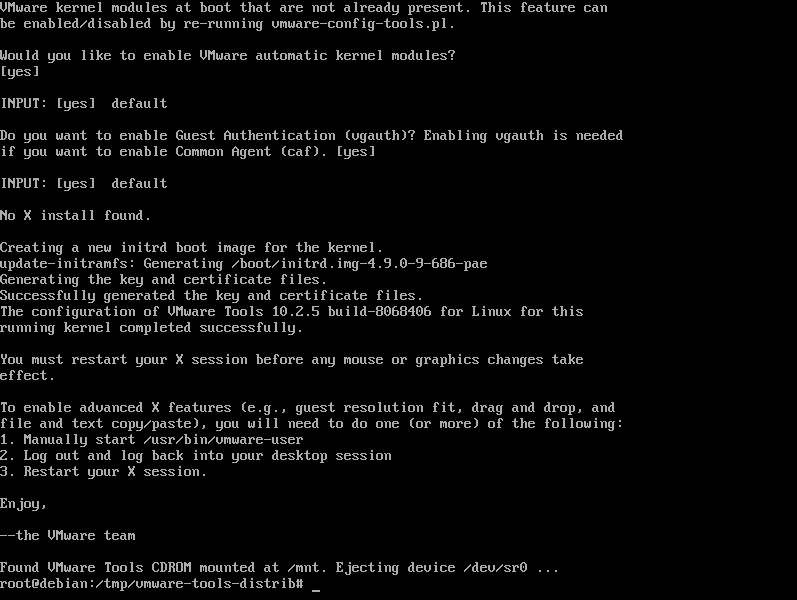 VMware kernel modules at boot that are not already present. This feature can
be enabled/disabled by re-running vmware-config-tools.pl.
Would you like to enable VMware automatic kernel modules?
[yes]
INPUT: [yes]  default
Do you want to enable Guest Authentication (vgauth)? Enabling vgauth is needed
if you want to enable Common Agent (caf). [yes]
INPUT: [yes]  default
No X install found.
Creating a new initrd boot image for the kernel.
update-initramfs: Generating /boot/initrd.img-4.9.0-9-686-pae
Generating the key and certificate files.
Successfully generated the key and certificate files.
The configuration of VMware Tools 10.2.5 build-8068406 for Linux for this
running kernel completed successfully.
You must restart your X session before any mouse or graphics changes take
effect.
To enable advanced X features (e.g., guest resolution fit, drag and drop, and
file and text copy/paste), you will need to do one (or more) of the following:
1. Manually start /usr/bin/vmware-user
2. Log out and log back into your desktop session
3. Restart your X session.
Enjoy,
--the VMware team
Found VMware Tools CDROM mounted at /mnt. Ejecting device /dev/sr0 ...
root@debian:/tmp/vmware-tools-distrib# _